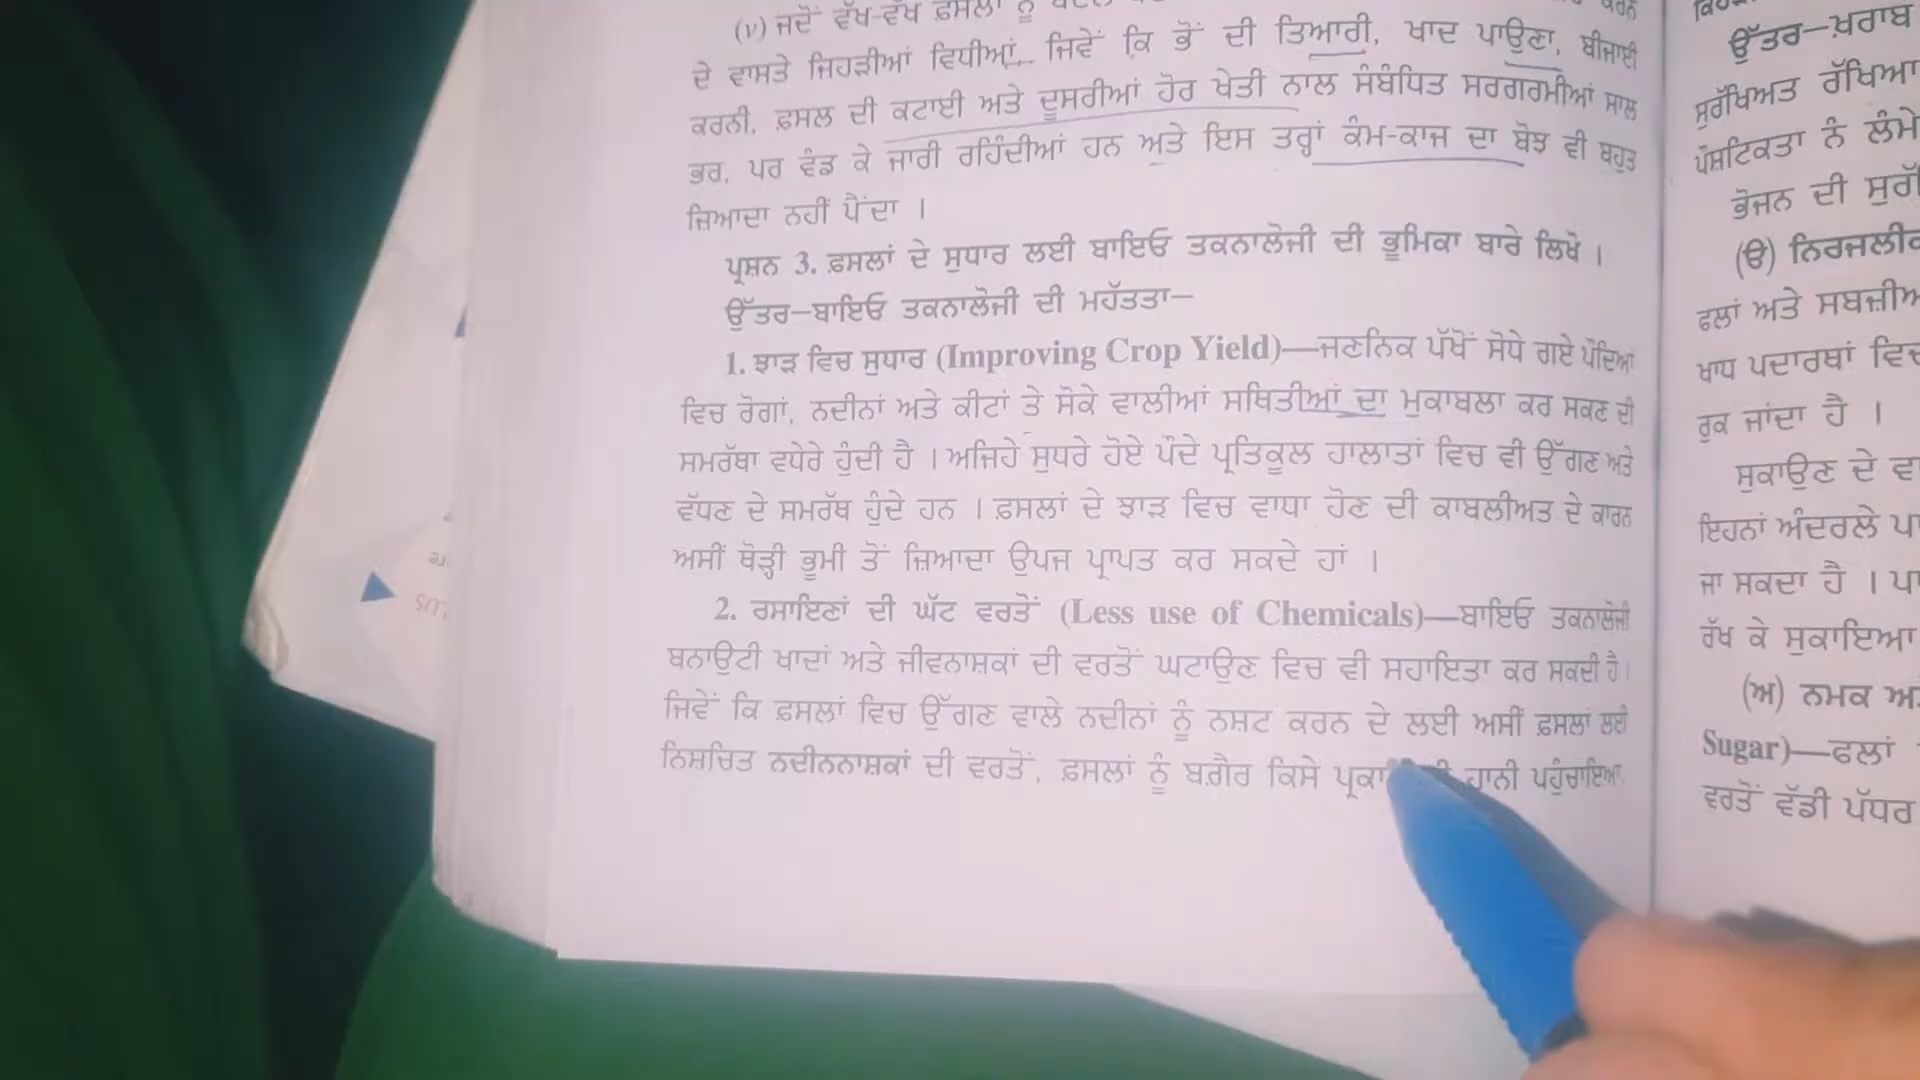 (v) ਜਦੋਂ ਵੱਖ-ਵੱਖ ਫ਼ਸਲਾਂ ਨੂੰ
ਦੇ ਵਾਸਤੇ ਜਿਹੜੀਆਂ ਵਿਧੀਆਂ, ਜਿਵੇਂ ਕਿ ਭੋਂ ਦੀ ਤਿਆਰੀ, ਖਾਦ ਪਾਉਣਾ, ਬੀਜਾਈ
ਕਰਨੀ, ਫ਼ਸਲ ਦੀ ਕਟਾਈ ਅਤੇ ਦੂਸਰੀਆਂ ਹੋਰ ਖੇਤੀ ਨਾਲ ਸੰਬੰਧਿਤ ਸਰਗਰਮੀਆਂ ਸਾਲ
ਭਰ, ਪਰ ਵੰਡ ਕੇ ਜਾਰੀ ਰਹਿੰਦੀਆਂ ਹਨ ਅਤੇ ਇਸ ਤਰ੍ਹਾਂ ਕੰਮ-ਕਾਜ ਦਾ ਬੋਝ ਵੀ ਬਹੁਤ
ਜ਼ਿਆਦਾ ਨਹੀਂ ਪੈਂਦਾ ।
ਪ੍ਰਸ਼ਨ 3. ਫ਼ਸਲਾਂ ਦੇ ਸੁਧਾਰ ਲਈ ਬਾਇਓ ਤਕਨਾਲੋਜੀ ਦੀ ਭੂਮਿਕਾ ਬਾਰੇ ਲਿਖੋ ।
ਉੱਤਰ—ਬਾਇਓ ਤਕਨਾਲੋਜੀ ਦੀ ਮਹੱਤਤਾ—
1. ਝਾੜ ਵਿਚ ਸੁਧਾਰ (Improving Crop Yield)—ਜਣਨਿਕ ਪੱਖੋਂ ਸੋਧੇ ਗਏ ਪੌਦਿਆਂ
ਵਿਚ ਰੋਗਾਂ, ਨਦੀਨਾਂ ਅਤੇ ਕੀਟਾਂ ਤੇ ਸੋਕੇ ਵਾਲੀਆਂ ਸਥਿਤੀਆਂ ਦਾ ਮੁਕਾਬਲਾ ਕਰ ਸਕਣ ਦੀ
ਸਮਰੱਥਾ ਵਧੇਰੇ ਹੁੰਦੀ ਹੈ । ਅਜਿਹੇ ਸੁਧਰੇ ਹੋਏ ਪੌਦੇ ਪ੍ਰਤਿਕੂਲ ਹਾਲਾਤਾਂ ਵਿਚ ਵੀ ਉੱਗਣ ਅਤੇ
ਵੱਧਣ ਦੇ ਸਮਰੱਥ ਹੁੰਦੇ ਹਨ । ਫ਼ਸਲਾਂ ਦੇ ਝਾੜ ਵਿਚ ਵਾਧਾ ਹੋਣ ਦੀ ਕਾਬਲੀਅਤ ਦੇ ਕਾਰਨ
ਅਸੀਂ ਥੋੜ੍ਹੀ ਭੂਮੀ ਤੋਂ ਜ਼ਿਆਦਾ ਉਪਜ ਪ੍ਰਾਪਤ ਕਰ ਸਕਦੇ ਹਾਂ ।
2. ਰਸਾਇਣਾਂ ਦੀ ਘੱਟ ਵਰਤੋਂ (Less use of Chemicals)—ਬਾਇਓ ਤਕਨਾਲੋਜੀ
ਬਨਾਉਟੀ ਖਾਦਾਂ ਅਤੇ ਜੀਵਨਾਸ਼ਕਾਂ ਦੀ ਵਰਤੋਂ ਘਟਾਉਣ ਵਿਚ ਵੀ ਸਹਾਇਤਾ ਕਰ ਸਕਦੀ ਹੈ।
ਜਿਵੇਂ ਕਿ ਫ਼ਸਲਾਂ ਵਿਚ ਉੱਗਣ ਵਾਲੇ ਨਦੀਨਾਂ ਨੂੰ ਨਸ਼ਟ ਕਰਨ ਦੇ ਲਈ ਅਸੀਂ ਫ਼ਸਲਾਂ ਲਈ
ਨਿਸ਼ਚਿਤ ਨਦੀਨਨਾਸ਼ਕਾਂ ਦੀ ਵਰਤੋਂ, ਫ਼ਸਲਾਂ ਨੂੰ ਬਗ਼ੈਰ ਕਿਸੇ ਪ੍ਰਕਾ ਹਾਨੀ ਪਹੁੰਚਾਇਆ
ਉੱਤਰ—ਖ਼ਰਾਬ
ਸੁਰੱਖਿਅਤ ਰੱਖਿਆ
ਪੌਸ਼ਟਿਕਤਾ ਨੂੰ ਲੰਮੇ
ਭੋਜਨ ਦੀ ਸੁਰੱ
(ੳ) ਨਿਰਜਲੀਕ
ਫਲਾਂ ਅਤੇ ਸਬਜ਼ੀਅ
ਖਾਧ ਪਦਾਰਥਾਂ ਵਿਚ
ਰੁਕ ਜਾਂਦਾ ਹੈ ।
ਸੁਕਾਉਣ ਦੇ ਵਾ
ਇਹਨਾਂ ਅੰਦਰਲੇ ਪਾ
ਜਾ ਸਕਦਾ ਹੈ । ਪਾ
ਰੱਖ ਕੇ ਸੁਕਾਇਆ
(ਅ) ਨਮਕ ਅ
Sugar)—ਫਲਾਂ
ਵਰਤੋਂ ਵੱਡੀ ਪੱਧਰ